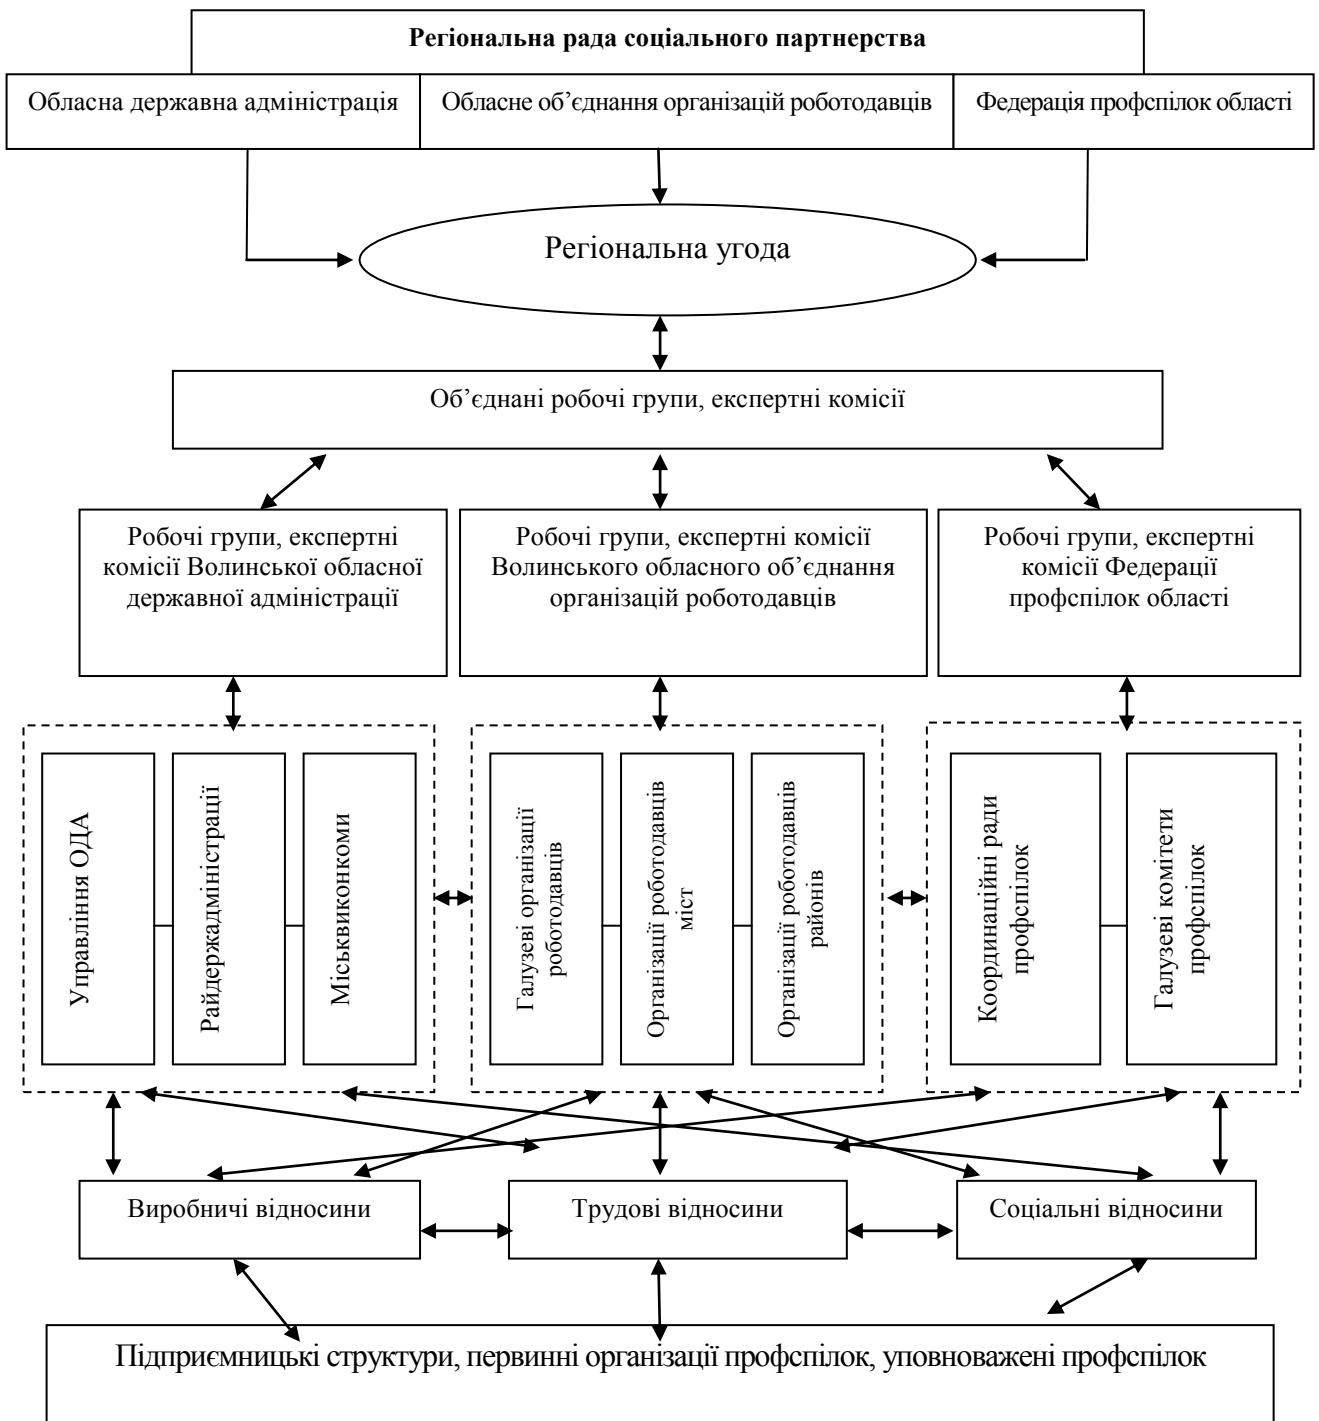 Регіональна рада соціального партнерства
Обласна державна адміністрація
Обласне об’єднання організацій роботодавців
Федерація профспілок області
Регіональна угода
Об’єднані робочі групи, експертні комісії
Робочі групи, експертні
комісії Волинської обласної
державної адміністрації
Робочі групи, експертні комісії
Волинського обласного об’єднання
організацій роботодавців
Робочі групи, експертні
комісії Федерації
профспілок області
Управління ОДА
Райдержадміністрації
Міськвиконкоми
Галузеві організації
роботодавців
Організації роботодавців
міст
Організації роботодавців
районів
Координаційні ради
профспілок
Галузеві комітети
профспілок
Виробничі відносини
Трудові відносини
Соціальні відносини
Підприємницькі структури, первинні організації профспілок, уповноважені профспілок